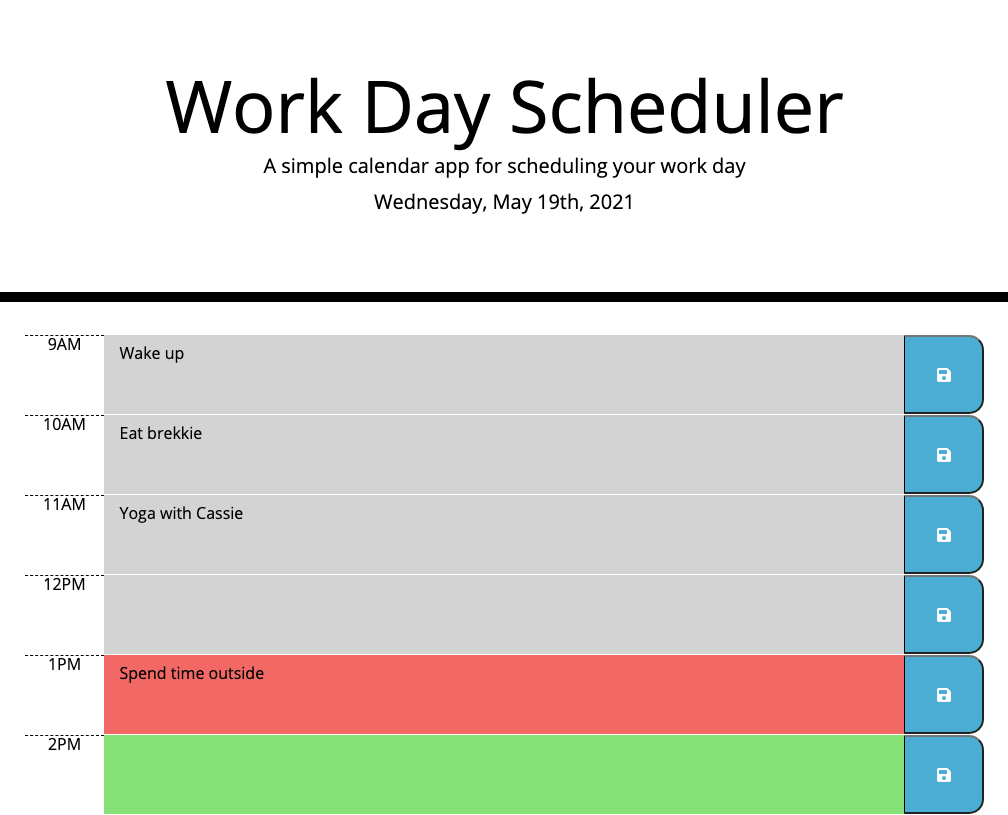 Work Day Scheduler
A simple calendar app for scheduling your work day
Wednesday, May 19th, 2021
9AM
Wake up
10AM
Eat brekkie
11AM
Yoga with Cassie
12PM
1PM
Spend time outside
2PM